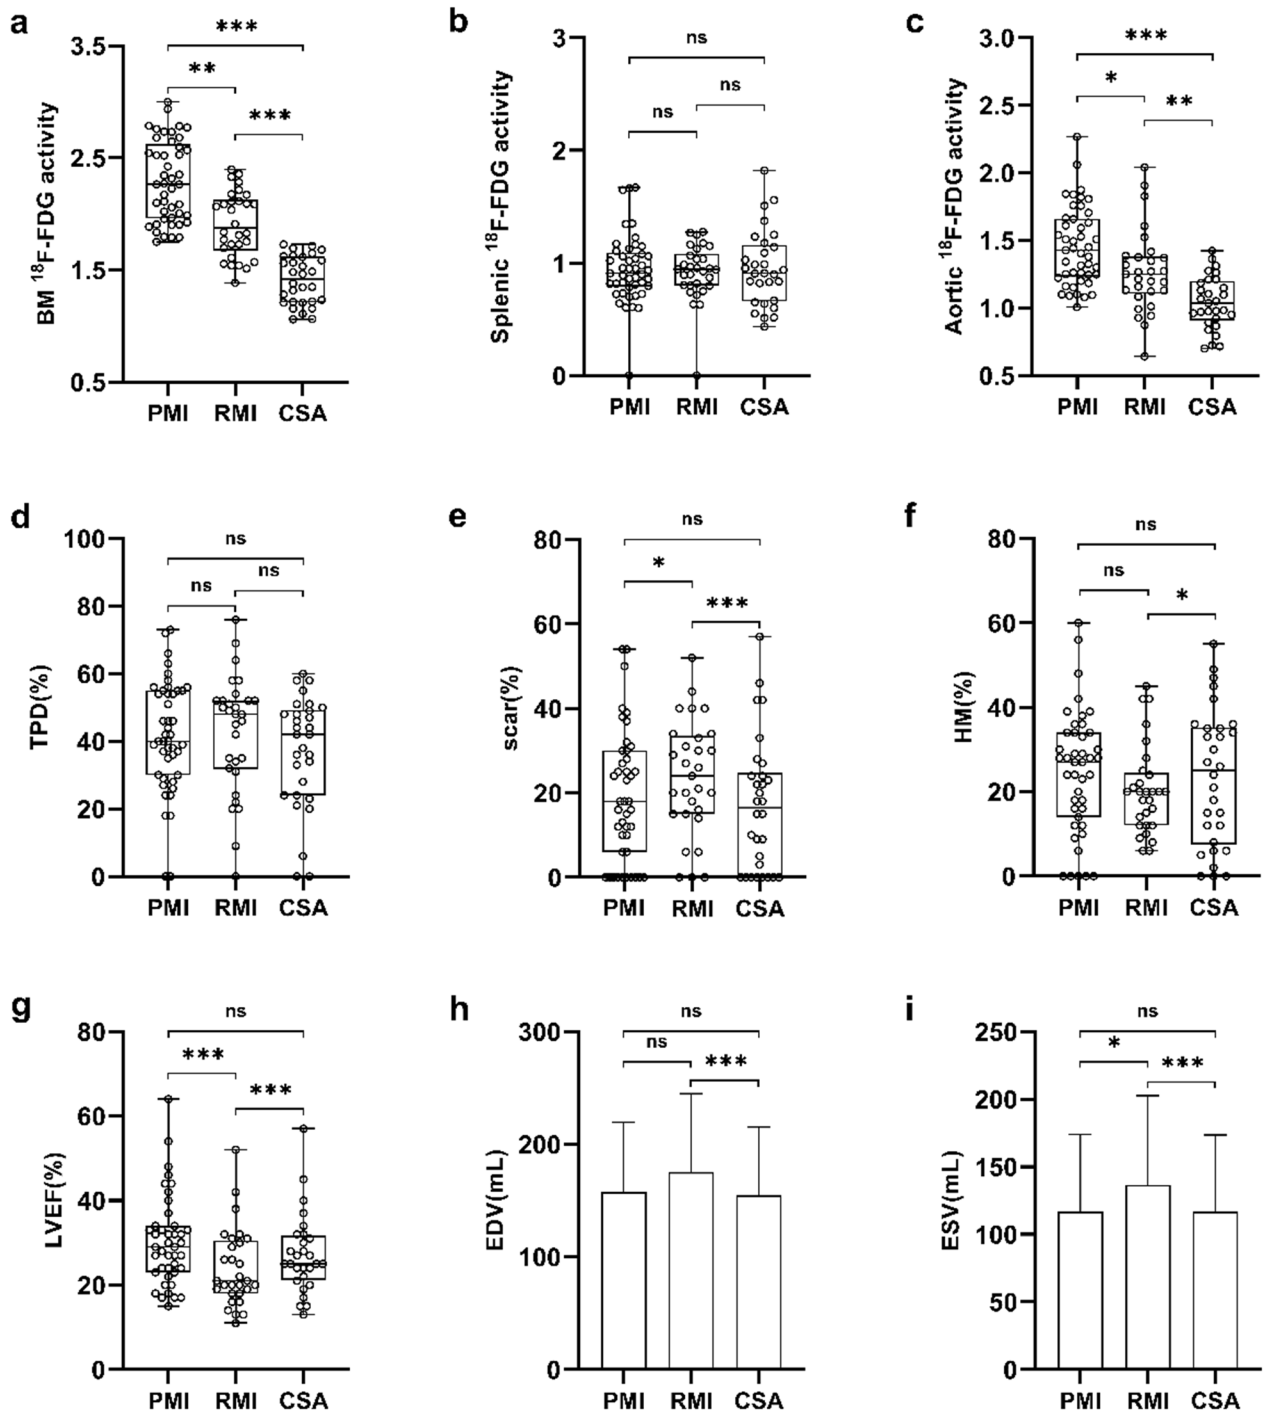 a
BM ¹⁸F-FDG activity
3.5
2.5
1.5
0.5
***
**
***
PMI RMI CSA
b
Splenic ¹⁸F-FDG activity
3
2
1
0
ns
ns
ns
PMI RMI CSA
c
Aortic ¹⁸F-FDG activity
3.0
2.5
2.0
1.5
1.0
0.5
***
*
**
PMI RMI CSA
d
TPD(%)
100
80
60
40
20
0
ns
ns
ns
PMI RMI CSA
e
scar(%)
80
60
40
20
0
ns
*
***
PMI RMI CSA
f
HM(%)
80
60
40
20
0
ns
ns
*
PMI RMI CSA
g
LVEF(%)
80
60
40
20
0
ns
***
***
PMI RMI CSA
h
EDV(mL)
300
200
100
0
ns
ns
***
PMI RMI CSA
i
ESV(mL)
250
200
150
100
50
0
ns
*
***
PMI RMI CSA